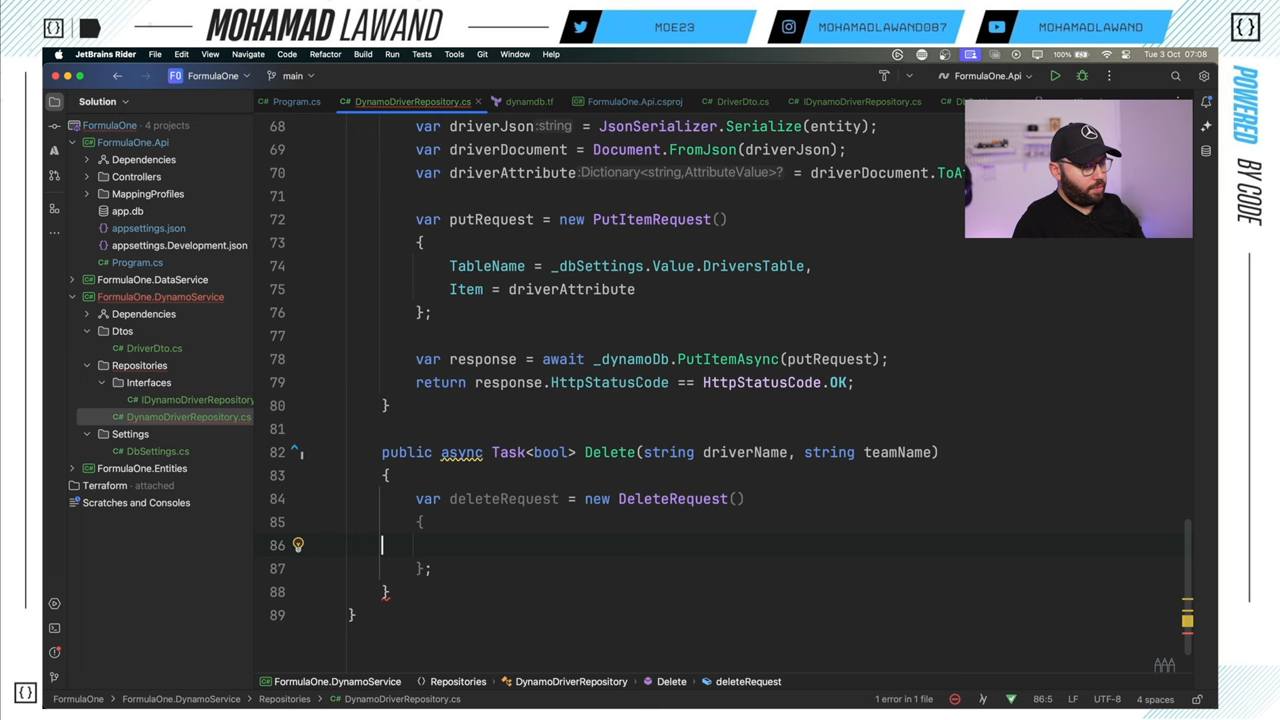 MOHAMAD LAWAND
MOE23
MOHAMADLAWAND087
MOHAMADLAWAND
POWERED BY CODE
JetBrains Rider File Edit View Navigate Code Refactor Build Run Tests Tools Git Window Help
100% Tue 3 Oct 07:08
FO FormulaOne main FormulaOne.Api
Solution
Program.cs DynamoDriverRepository.cs dynamdb.tf FormulaOne.Api.csproj DriverDto.cs IDynamoDriverRepository.cs
FormulaOne 4 projects
FormulaOne.Api
Dependencies
Controllers
MappingProfiles
app.db
appsettings.json
appsettings.Development.json
Program.cs
FormulaOne.DataService
FormulaOne.DynamoService
Dependencies
Dtos
DriverDto.cs
Repositories
Interfaces
IDynamoDriverRepository
DynamoDriverRepository.cs
Settings
DbSettings.cs
FormulaOne.Entities
Terraform attached
Scratches and Consoles
68 var driverJson :string = JsonSerializer.Serialize(entity);
69 var driverDocument = Document.FromJson(driverJson);
70 var driverAttribute :Dictionary<string,AttributeValue>? = driverDocument.ToA
71
72 var putRequest = new PutItemRequest()
73 {
74 TableName = _dbSettings.Value.DriversTable,
75 Item = driverAttribute
76 };
77
78 var response = await _dynamoDb.PutItemAsync(putRequest);
79 return response.HttpStatusCode == HttpStatusCode.OK;
80 }
81
82 public async Task<bool> Delete(string driverName, string teamName)
83 {
84 var deleteRequest = new DeleteRequest()
85 {
86
87 };
88 }
89 }
FormulaOne.DynamoService Repositories DynamoDriverRepository Delete deleteRequest
FormulaOne FormulaOne.DynamoService Repositories DynamoDriverRepository.cs
1 error in 1 file 86:5 LF UTF-8 4 spaces